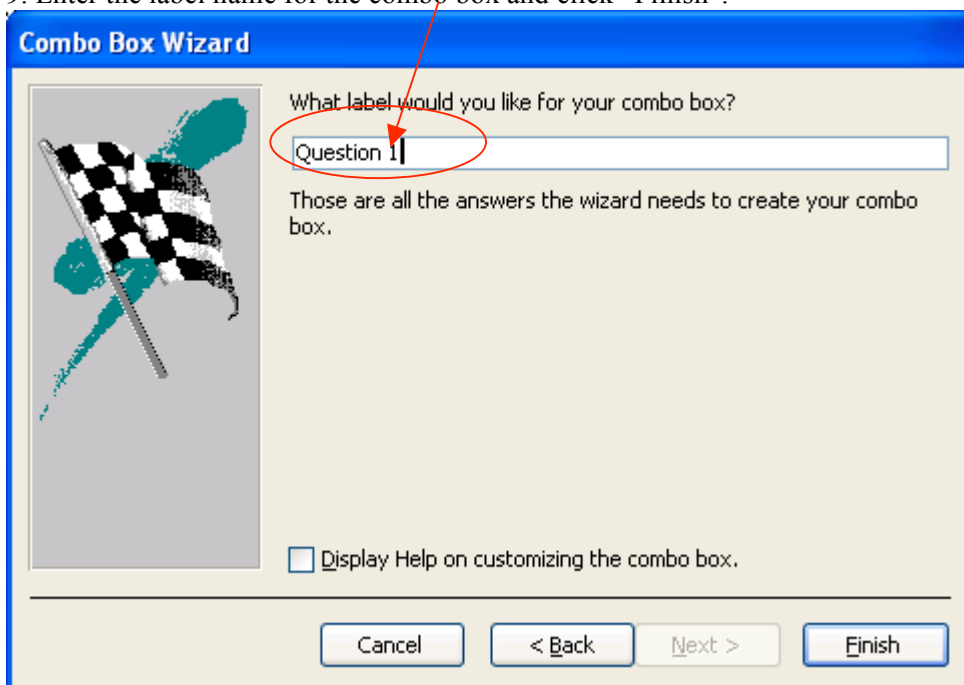 9. Enter the label name for the combo box and click "Finish".
Combo Box Wizard
What label would you like for your combo box?
Question 1
Those are all the answers the wizard needs to create your combo
box.
Display Help on customizing the combo box.
Cancel
< Back
Next >
Finish